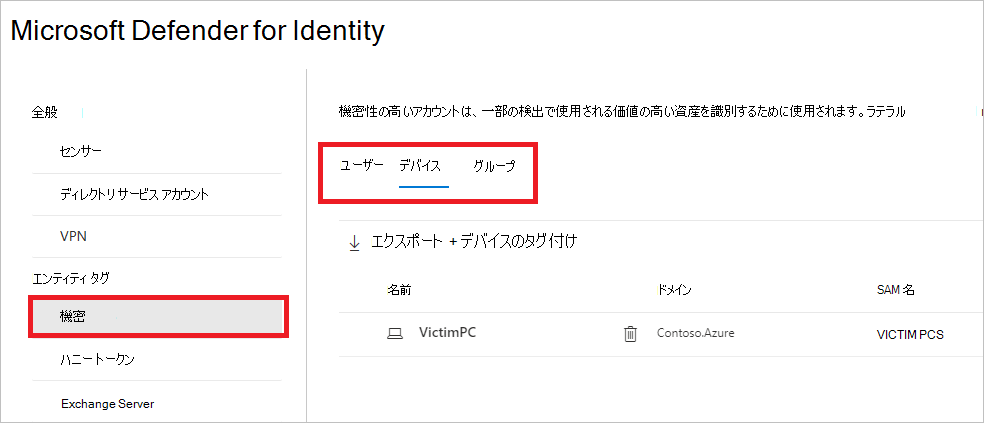 Microsoft Defender for Identity
全般
センサー
ディレクトリ サービス アカウント
VPN
エンティティ タグ
機密
ハニートークン
Exchange Server
機密性の高いアカウントは、一部の検出で使用される価値の高い資産を識別するために使用されます。ラテラル
ユーザー デバイス グループ
エクスポート +デバイスのタグ付け
名前 ドメイン SAM 名
VictimPC Contoso.Azure VICTIM PCS